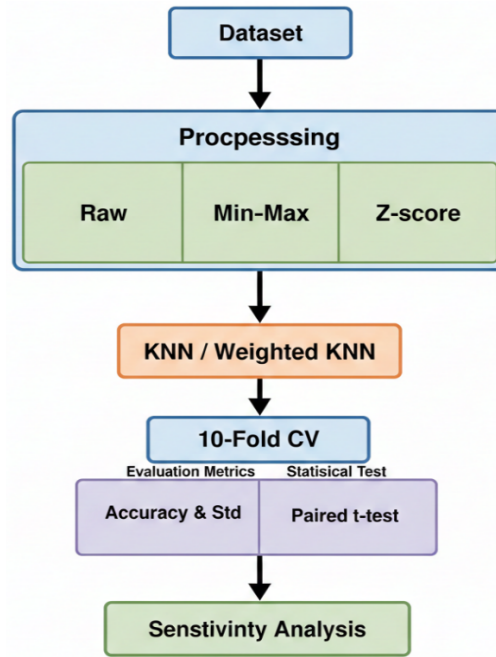 Dataset
Procpesssing
Raw Min-Max Z-score
KNN / Weighted KNN
10-Fold CV
Evaluation Metrics Statisical Test
Accuracy & Std Paired t-test
Senstivinty Analysis